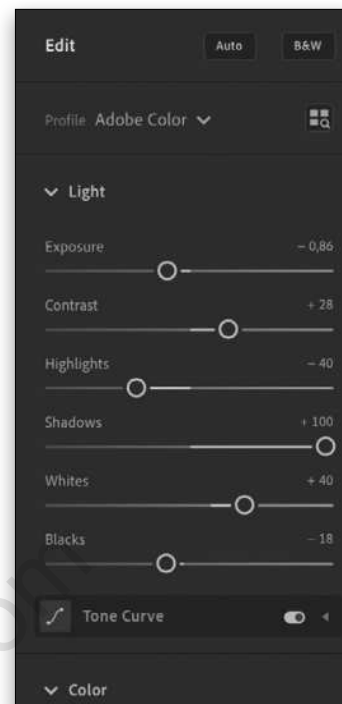 Edit Auto B&W
Profile Adobe Color
Light
Exposure – 0,86
Contrast + 28
Highlights – 40
Shadows + 100
Whites + 40
Blacks – 18
Tone Curve
Color